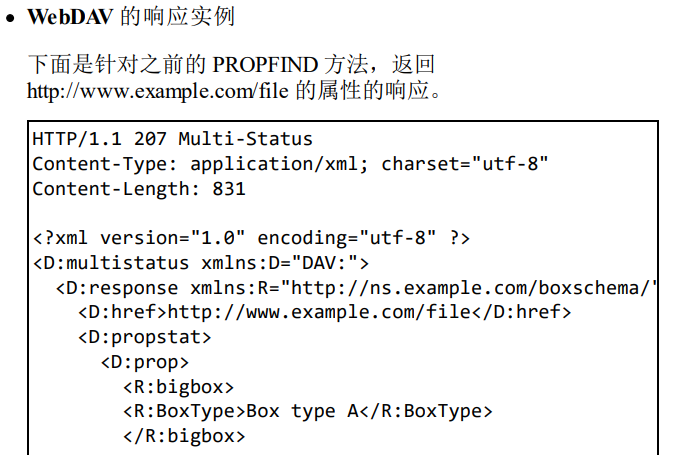 • WebDAV 的响应实例
下面是针对之前的 PROPFIND 方法，返回
http://www.example.com/file 的属性的响应。
HTTP/1.1 207 Multi-Status
Content-Type: application/xml; charset="utf-8"
Content-Length: 831

<?xml version="1.0" encoding="utf-8" ?>
<D:multistatus xmlns:D="DAV:">
  <D:response xmlns:R="http://ns.example.com/boxschema/"
    <D:href>http://www.example.com/file</D:href>
    <D:propstat>
      <D:prop>
        <R:bigbox>
        <R:BoxType>Box type A</R:BoxType>
        </R:bigbox>